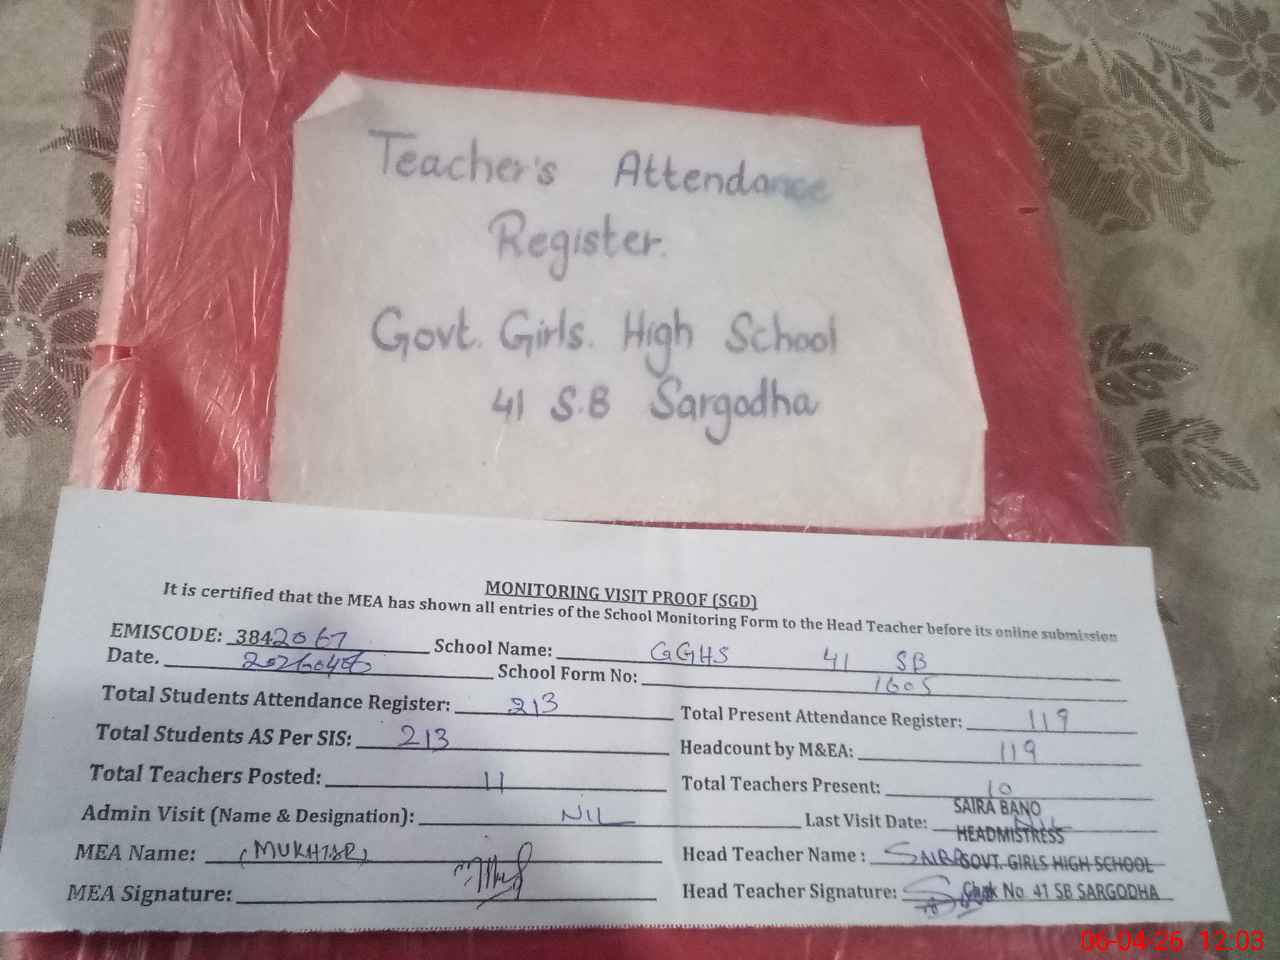 Teacher's Attendance
Register.
Govt. Girls. High School
41 S.B Sargodha
MONITORING VISIT PROOF (SGD)
It is certified that the MEA has shown all entries of the School Monitoring Form to the Head Teacher before its online submission
EMISCODE: 3842067 School Name: GGHS 41 SB
Date. 20260406 School Form No: 1605
Total Students Attendance Register: 213 Total Present Attendance Register: 119
Total Students AS Per SIS: 213 Headcount by M&EA: 119
Total Teachers Posted: 11 Total Teachers Present: 10
Admin Visit (Name & Designation): NIL Last Visit Date: NIL
SAIRA BANO
HEADMISTRESS
MEA Name: (MUKHTAR) Head Teacher Name : SAIRA GOVT. GIRLS HIGH SCHOOL
MEA Signature: Head Teacher Signature: Chak No. 41 SB SARGODHA
06-04-26 12:03